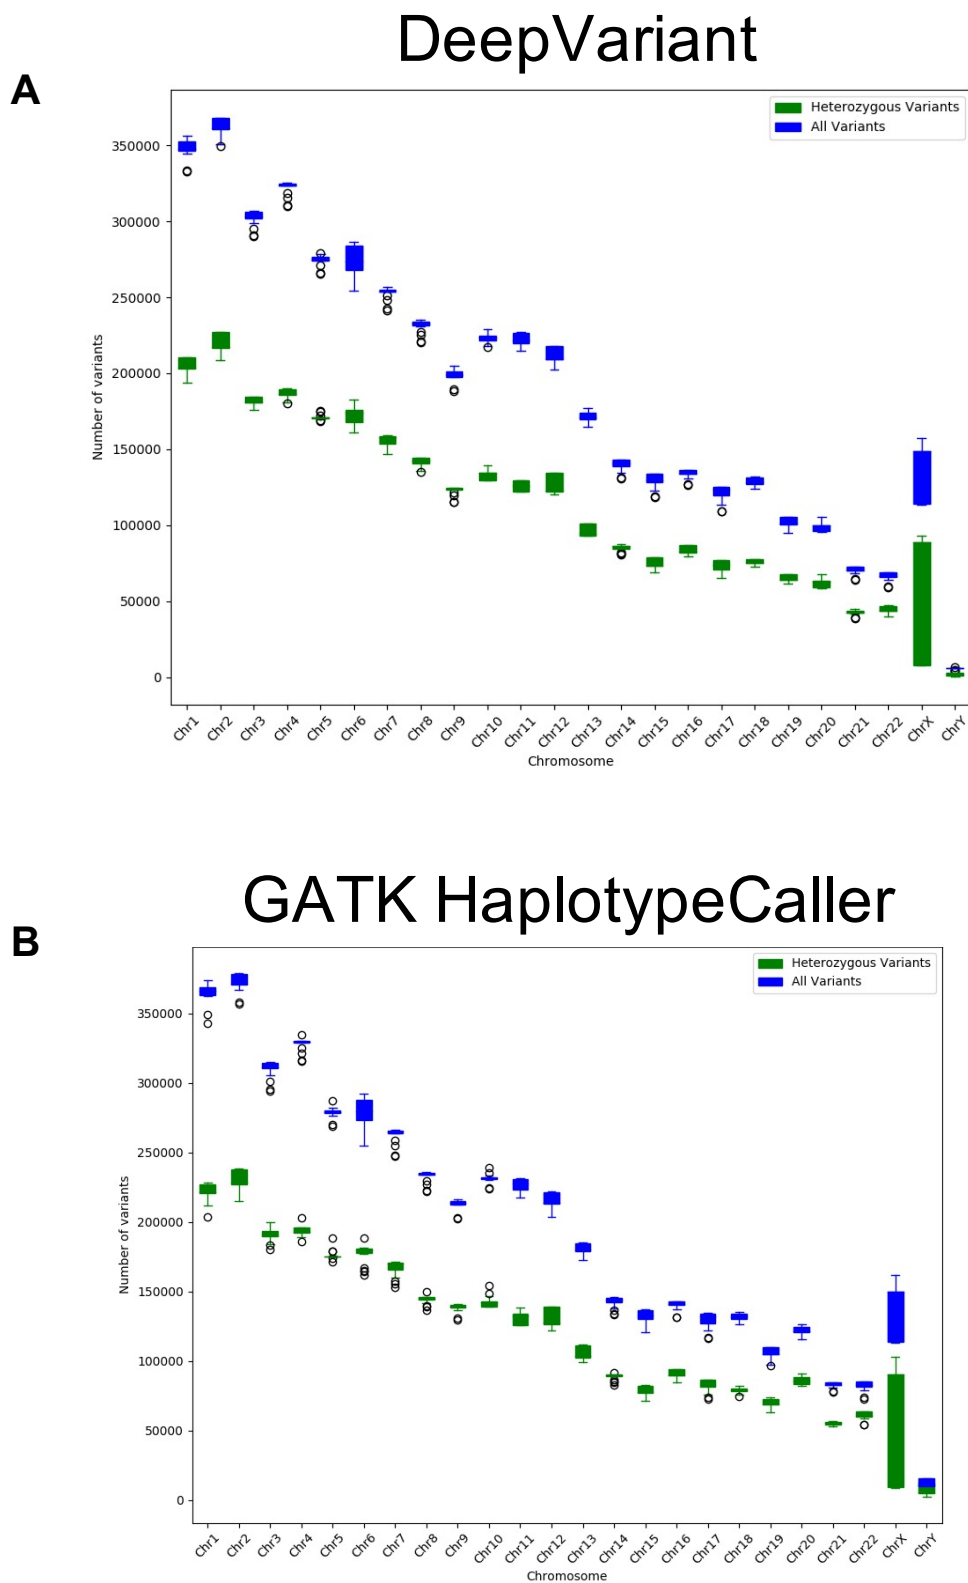 DeepVariant
A
Heterozygous Variants
All Variants
350000
300000
250000
200000
150000
100000
50000
0
Number of variants
Chr1 Chr2 Chr3 Chr4 Chr5 Chr6 Chr7 Chr8 Chr9 Chr10 Chr11 Chr12 Chr13 Chr14 Chr15 Chr16 Chr17 Chr18 Chr19 Chr20 Chr21 Chr22 ChrX ChrY
Chromosome
GATK HaplotypeCaller
B
Heterozygous Variants
All Variants
350000
300000
250000
200000
150000
100000
50000
0
Number of variants
Chr1 Chr2 Chr3 Chr4 Chr5 Chr6 Chr7 Chr8 Chr9 Chr10 Chr11 Chr12 Chr13 Chr14 Chr15 Chr16 Chr17 Chr18 Chr19 Chr20 Chr21 Chr22 ChrX ChrY
Chromosome